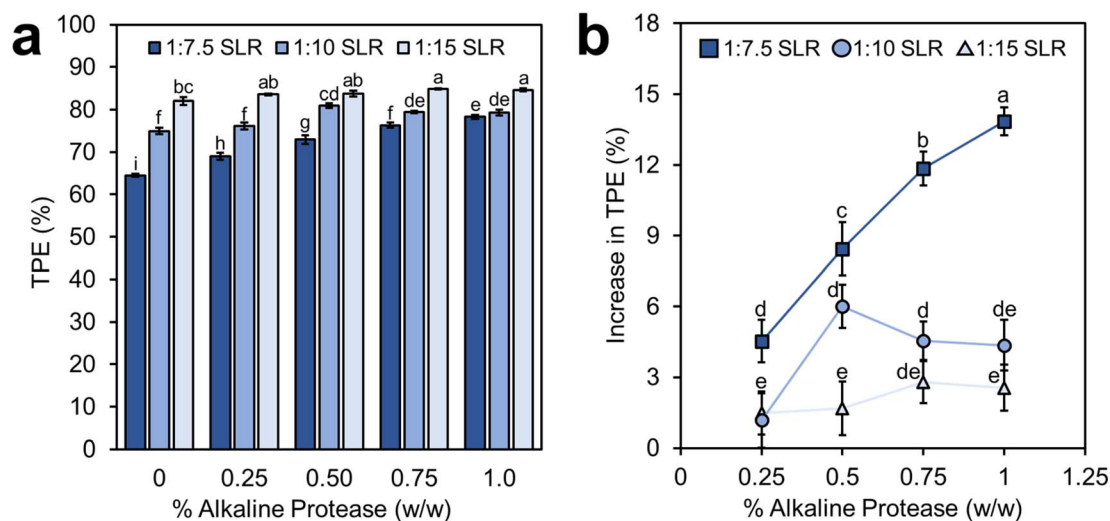 a
100
90
80
70
60
50
40
30
20
10
0
TPE (%)
1:7.5 SLR 1:10 SLR 1:15 SLR
i f bc h f ab g cd ab f de a e de a
0 0.25 0.50 0.75 1.0
% Alkaline Protease (w/w)
b
18
15
12
9
6
3
0
Increase in TPE (%)
1:7.5 SLR 1:10 SLR 1:15 SLR
a
b
c
d d d de
e e de e
0 0.25 0.5 0.75 1 1.25
% Alkaline Protease (w/w)